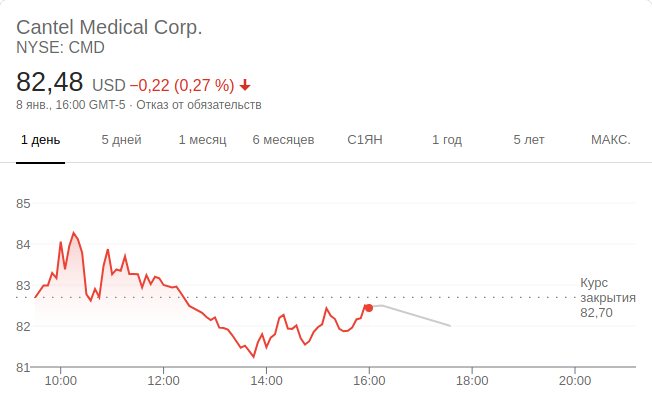 Cantel Medical Corp.
NYSE: CMD
82,48 USD −0,22 (0,27 %)
8 янв., 16:00 GMT-5 · Отказ от обязательств
1 день 5 дней 1 месяц 6 месяцев С1ЯН 1 год 5 лет МАКС.
85
84
83
82
81
Курс
закрытия
82,70
10:00 12:00 14:00 16:00 18:00 20:00